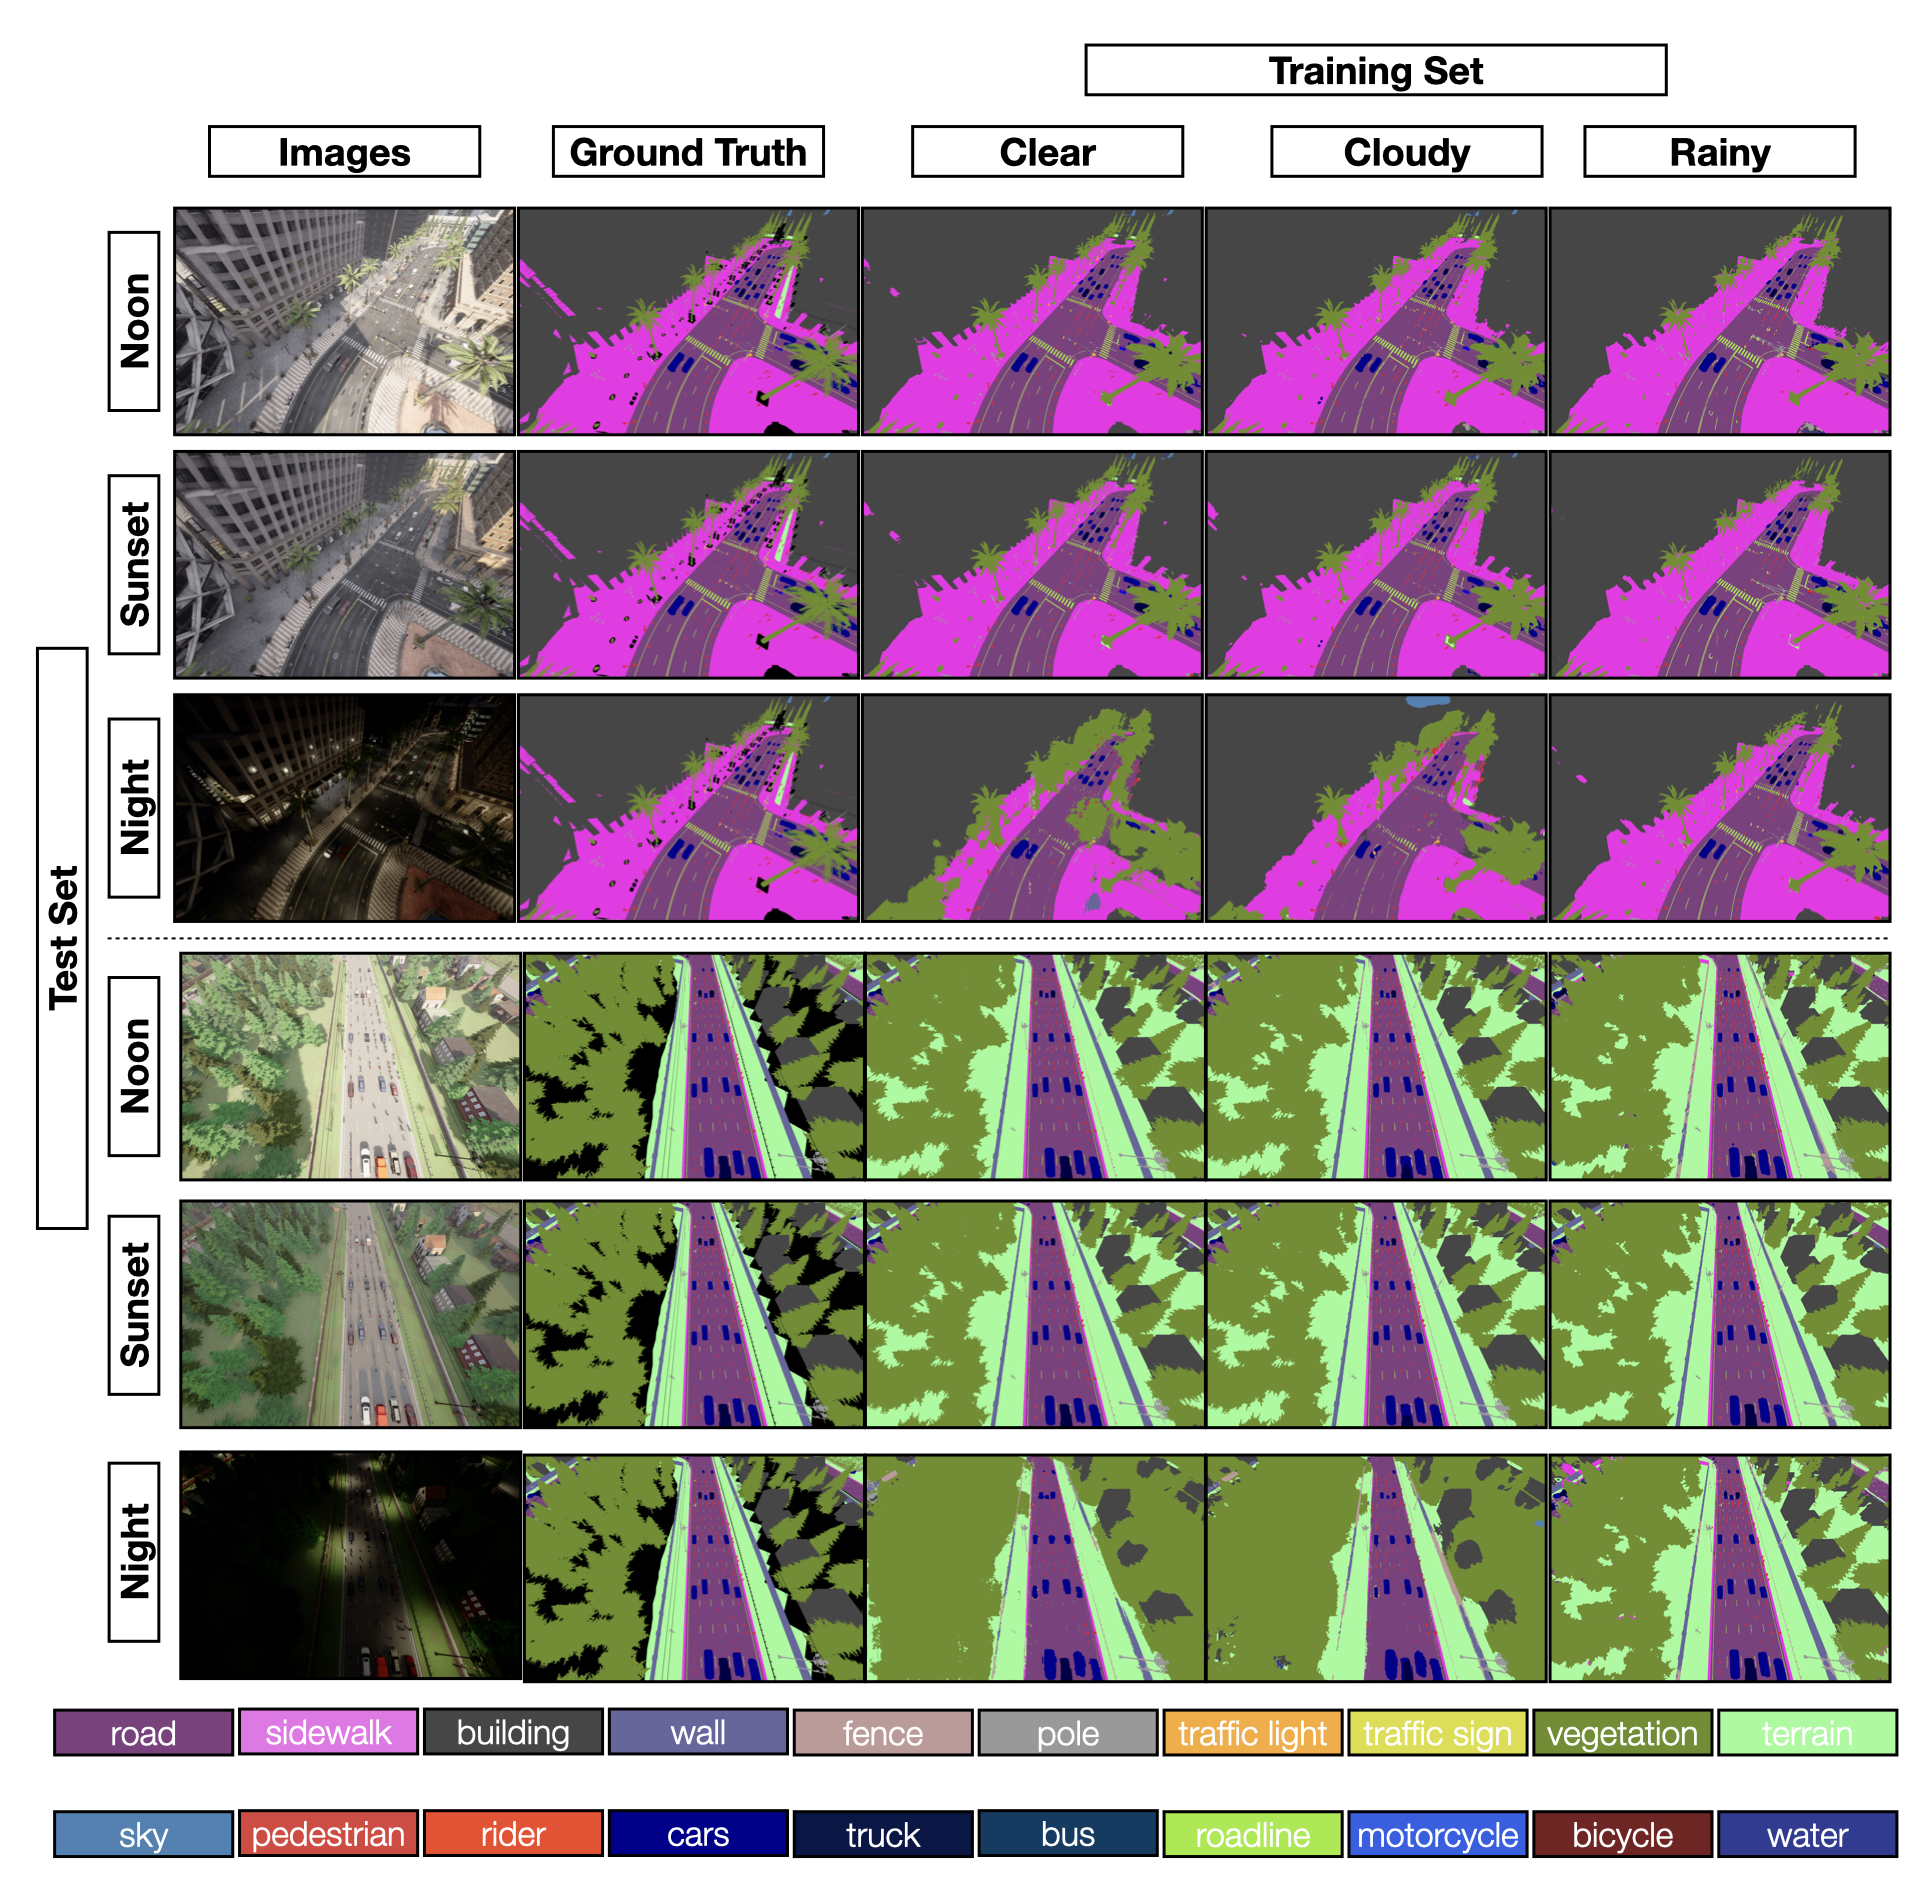 Training Set
Images
Ground Truth
Clear
Cloudy
Rainy
Noon
Sunset
Night
Test Set
Noon
Sunset
Night
road
sidewalk
building
wall
fence
pole
traffic light
traffic sign
vegetation
terrain
sky
pedestrian
rider
cars
truck
bus
roadline
motorcycle
bicycle
water